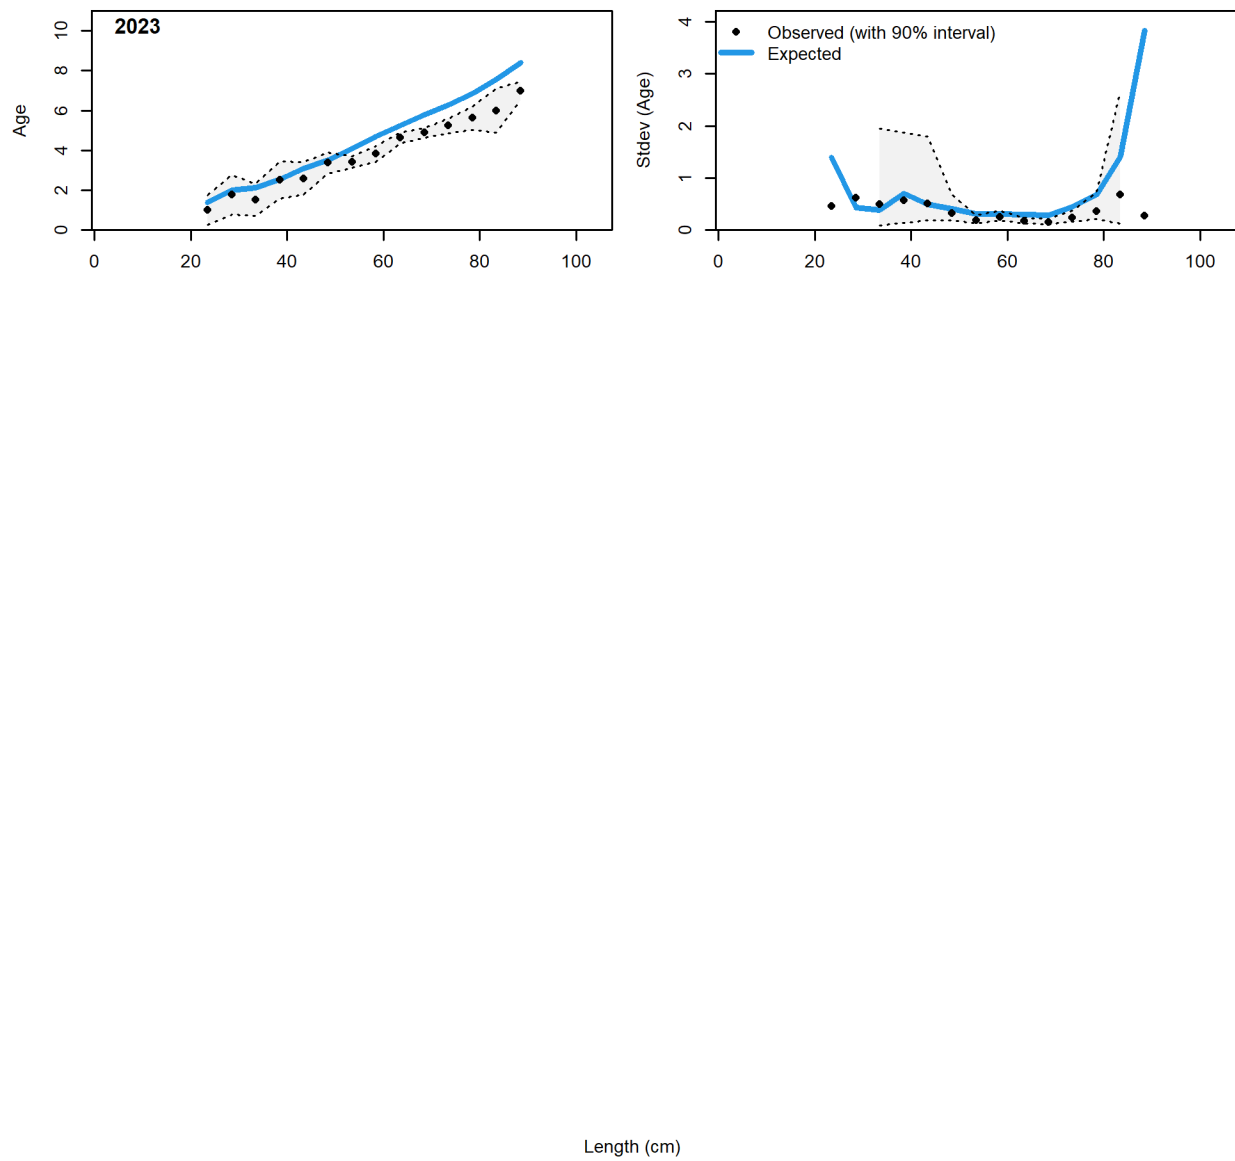 2023
Age
0 2 4 6 8 10
0 20 40 60 80 100
Observed (with 90% interval)
Expected
Stdev (Age)
0 1 2 3 4
0 20 40 60 80 100
Length (cm)